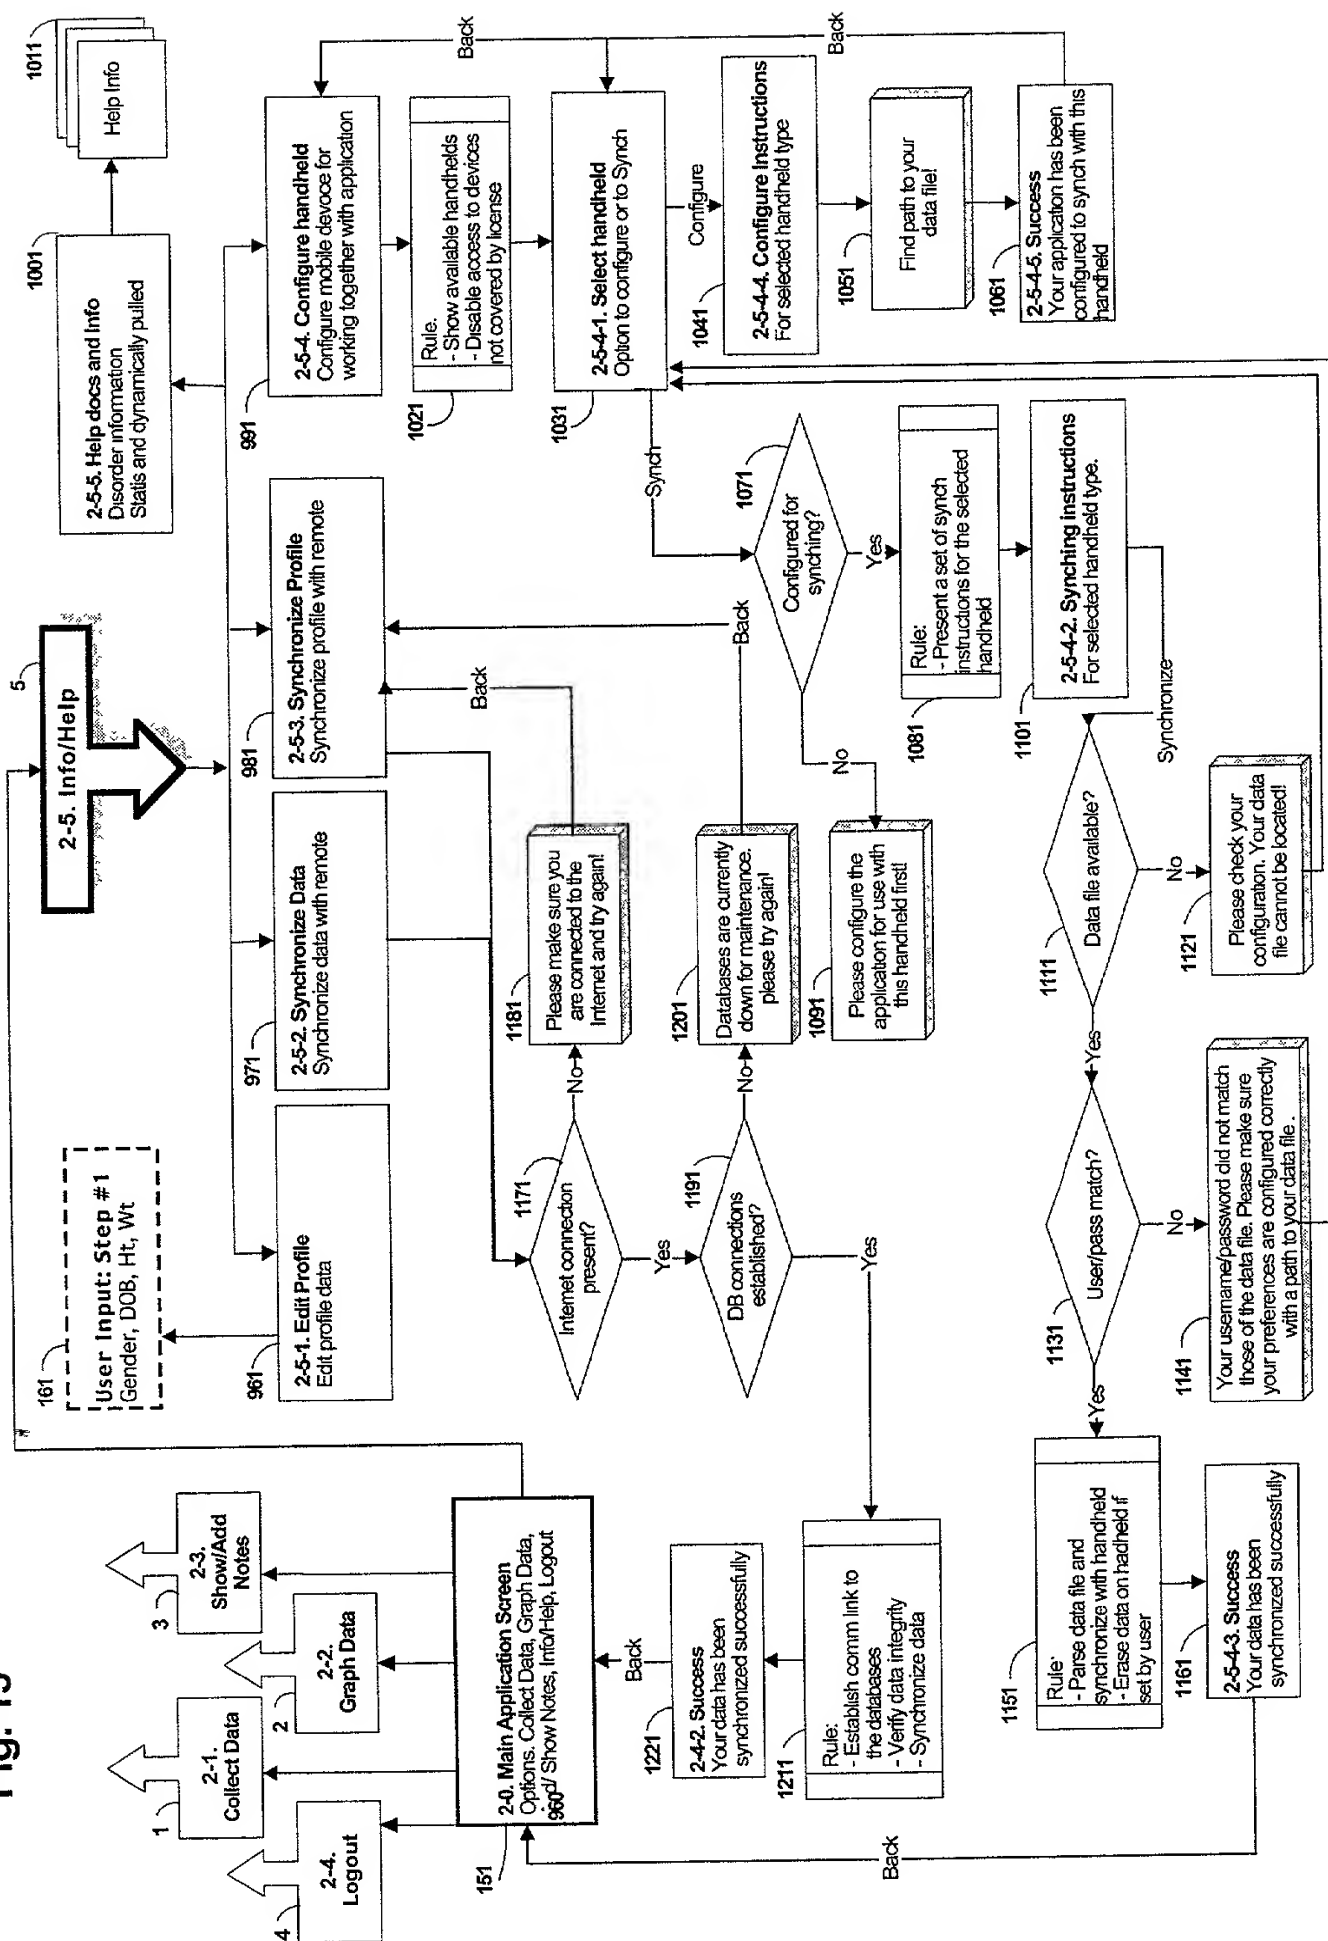 Fig. 15
2-4.
Logout
4
2-1.
Collect Data
1
2-2.
Graph Data
2
2-3.
Show/Add
Notes
3
2-0. Main Application Screen
Options. Collect Data, Graph Data,
960d/ Show Notes, Info/Help, Logout
151
User Input: Step #1
Gender, DOB, Ht, Wt
161
2-5. Info/Help
5
2-5-5. Help docs and Info
Disorder information
Statis and dynamically pulled
1001
Help Info
1011
2-5-1. Edit Profile
Edit profile data
961
2-5-2. Synchronize Data
Synchronize data with remote
971
2-5-3. Synchronize Profile
Synchronize profile with remote
981
2-5-4. Configure handheld
Configure mobile devoce for
working together with application
991
Rule.
- Show available handhelds
- Disable access to devices
not covered by license
1021
Back
2-5-4-1. Select handheld
Option to configure or to Synch
1031
Synch
Configure
2-5-4-4. Configure Instructions
For selected handheld type
1041
Find path to your
data file!
1051
2-5-4-5. Success
Your application has been
configured to synch with this
handheld
1061
Back
Internet connection
present?
1171
No
Please make sure you
are connected to the
Internet and try again!
1181
Back
Yes
DB connections
established?
1191
No
Databases are currently
down for maintenance.
please try again!
1201
Back
Yes
Configured for
synching?
1071
No
Please configure the
application for use with
this handheld first!
1091
Yes
Rule:
- Present a set of synch
instructions for the selected
handheld
1081
2-5-4-2. Synching instructions
For selected handheld type.
1101
Synchronize
Back
2-4-2. Success
Your data has been
synchronized successfully
1221
Rule:
- Establish comm link to
the databases
- Verify data integrity
- Synchronize data
1211
Data file available?
1111
No
Please check your
configuration. Your data
file cannot be located!
1121
Yes
User/pass match?
1131
No
Your username/password did not match
those of the data file. Please make sure
your preferences are configured correctly
with a path to your data file .
1141
Yes
Rule:
- Parse data file and
synchronize with handheld
- Erase data on hadheld if
set by user
1151
2-5-4-3. Success
Your data has been
synchronized successfully
1161
Back